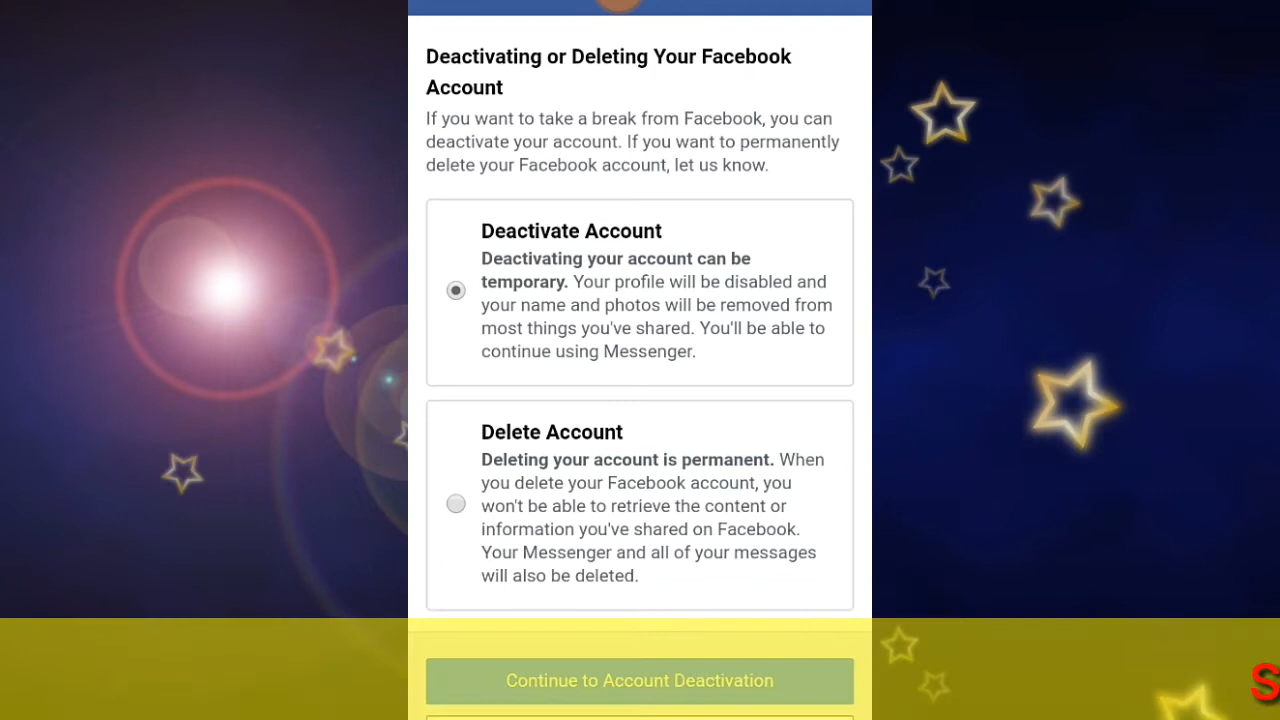 Deactivating or Deleting Your Facebook
Account
If you want to take a break from Facebook, you can
deactivate your account. If you want to permanently
delete your Facebook account, let us know.
Deactivate Account
Deactivating your account can be
temporary. Your profile will be disabled and
your name and photos will be removed from
most things you've shared. You'll be able to
continue using Messenger.
Delete Account
Deleting your account is permanent. When
you delete your Facebook account, you
won't be able to retrieve the content or
information you've shared on Facebook.
Your Messenger and all of your messages
will also be deleted.
Continue to Account Deactivation
S